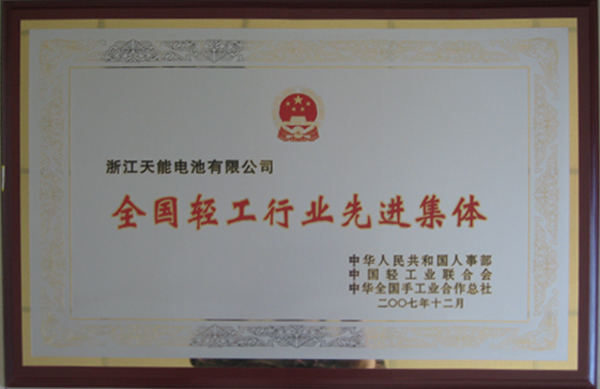 浙江天能电池有限公司
全国轻工行业先进集体
中华人民共和国人事部
中国轻工业联合会
中华全国手工业合作总社
二〇〇七年十二月